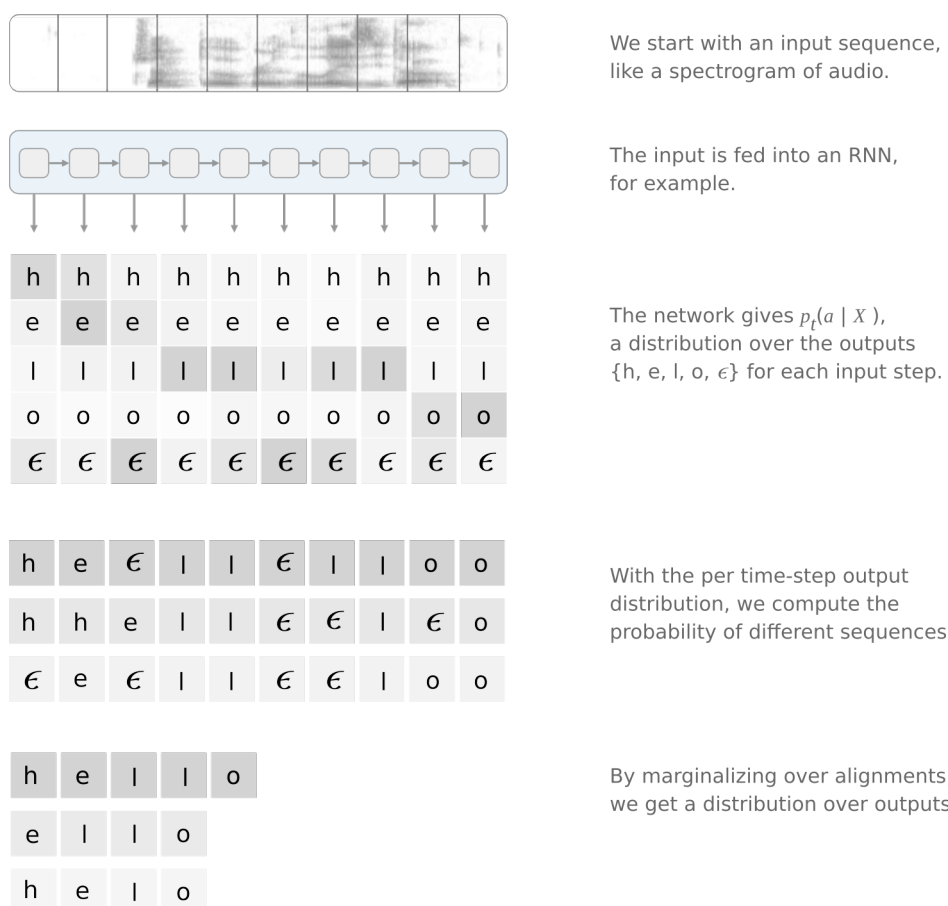 We start with an input sequence,
like a spectrogram of audio.
The input is fed into an RNN,
for example.
h h h h h h h h h h
e e e e e e e e e e
l l l l l l l l l l
o o o o o o o o o o
ϵ ϵ ϵ ϵ ϵ ϵ ϵ ϵ ϵ ϵ
The network gives pₜ(a | X ),
a distribution over the outputs
{h, e, l, o, ϵ} for each input step.
h e ϵ l l ϵ l l o o
h h e l l ϵ ϵ l ϵ o
ϵ e ϵ l l ϵ ϵ l o o
With the per time-step output
distribution, we compute the
probability of different sequences
h e l l o
e l l o
h e l o
By marginalizing over alignments
we get a distribution over outputs